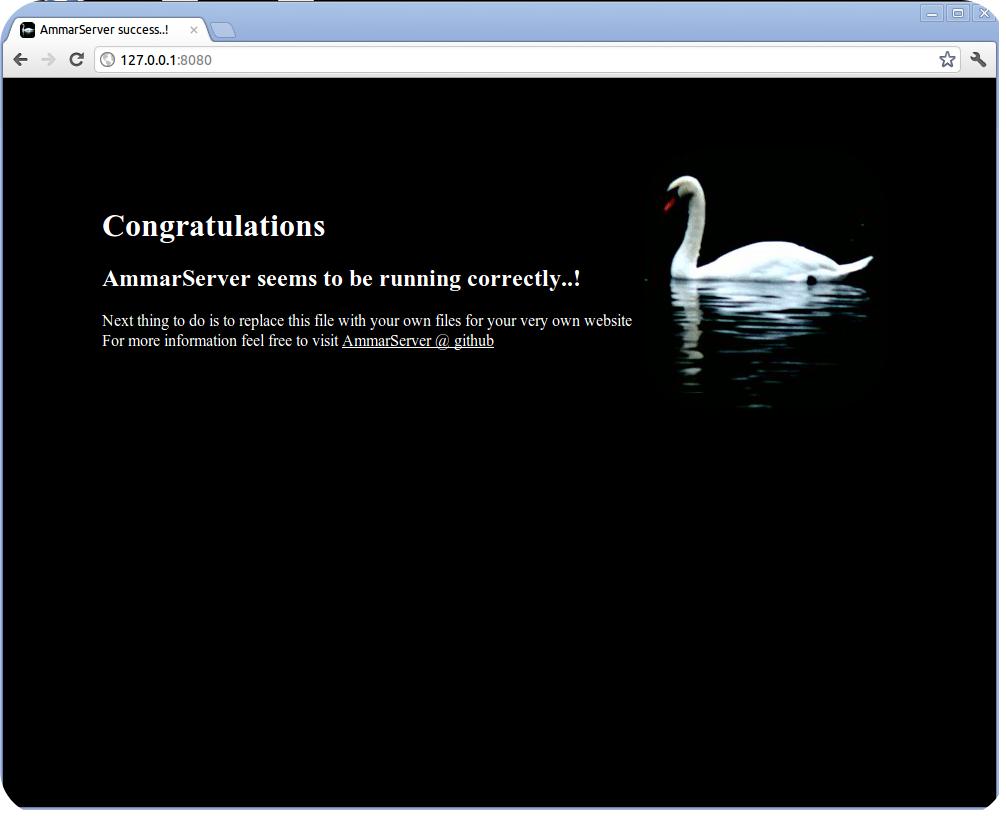 AmmarServer success..!
127.0.0.1:8080
Congratulations
AmmarServer seems to be running correctly..!
Next thing to do is to replace this file with your own files for your very own website
For more information feel free to visit AmmarServer @ github